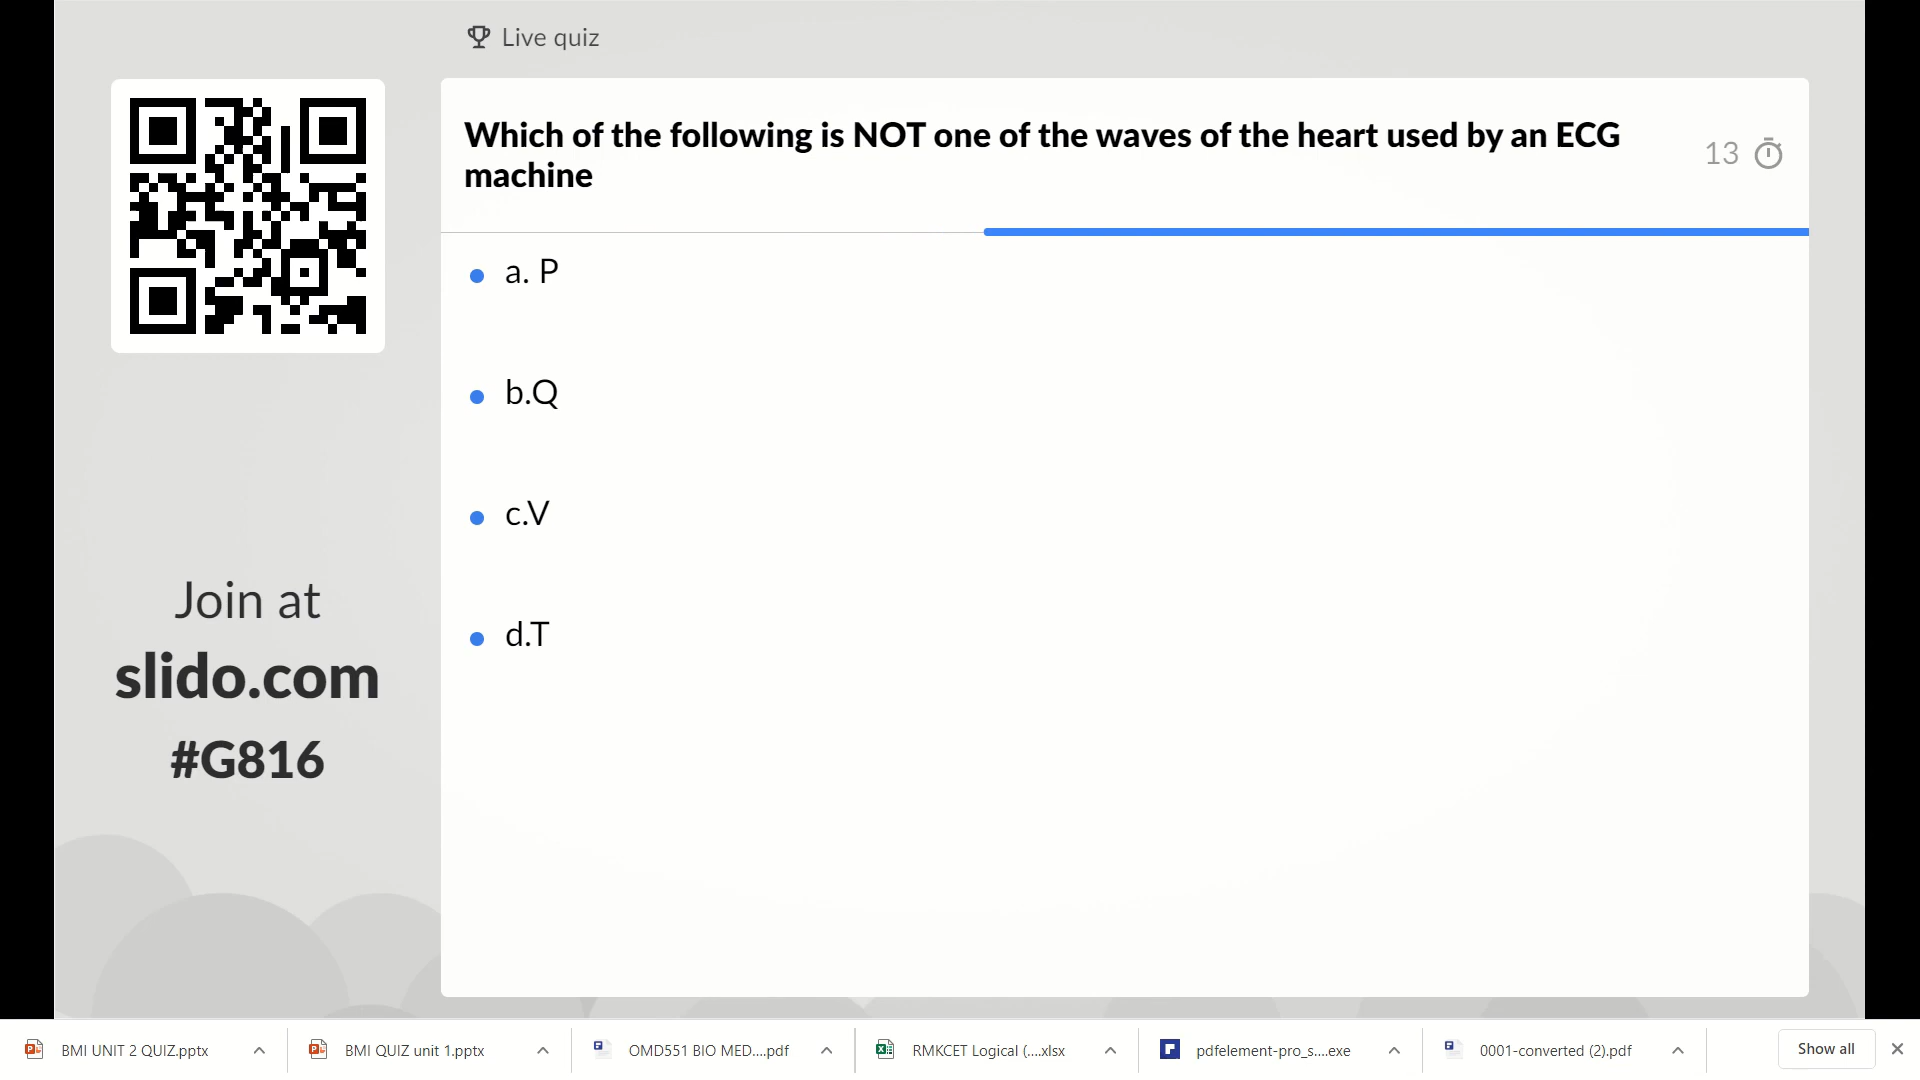 Live quiz
Which of the following is NOT one of the waves of the heart used by an ECG
machine
13
a. P
b.Q
c.V
d.T
Join at
slido.com
#G816
BMI UNIT 2 QUIZ.pptx
BMI QUIZ unit 1.pptx
OMD551 BIO MED....pdf
RMKCET Logical (....xlsx
pdfelement-pro_s....exe
0001-converted (2).pdf
Show all